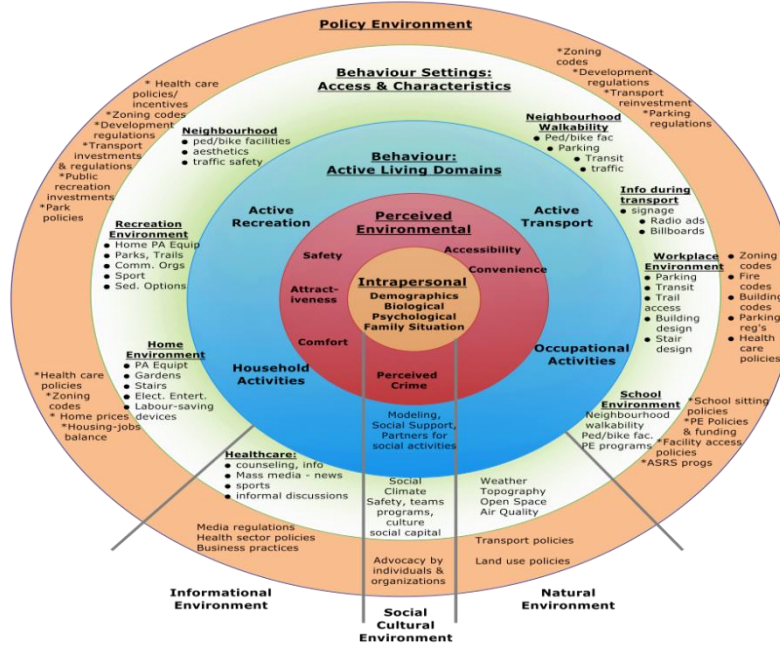 Policy Environment
*Zoning
codes
*Development
regulations
*Transport
reinvestment
*Parking
regulations
* Health care
policies/
incentives
*Zoning codes
*Development
regulations
*Transport
investments
& regulations
*Public
recreation
investments
*Park
policies
Behaviour Settings:
Access & Characteristics
Neighbourhood
● ped/bike facilities
● aesthetics
● traffic safety
Neighbourhood
Walkability
● Ped/bike fac
● Parking
● Transit
● traffic
Behaviour:
Active Living Domains
Info during
transport
● signage
● Radio ads
● Billboards
Active
Recreation
Active
Transport
Perceived
Environmental
Recreation
Environment
● Home PA Equip
● Parks, Trails
● Comm. Orgs
● Sport
● Sed. Options
Safety
Accessibility
Convenience
Attract-
iveness
Comfort
Intrapersonal
Demographics
Biological
Psychological
Family Situation
Workplace
Environment
● Parking
● Transit
● Trail
access
● Building
design
● Stair
design
● Zoning
codes
● Fire
codes
● Building
codes
● Parking
reg's
● Health
care
policies
Home
Environment
● PA Equipt
● Gardens
● Stairs
● Elect. Entert.
● Labour-saving
devices
Household
Activities
Perceived
Crime
Occupational
Activities
*Health care
policies
*Zoning
codes
* Home prices
*Housing-jobs
balance
School
Environment
Neighbourhood
walkability
Ped/bike fac.
PE programs
*School sitting
policies
*PE Policies
& funding
*Facility access
policies
*ASRS progs
Modeling,
Social Support,
Partners for
social activities
Healthcare:
● counseling, info
● Mass media - news
● sports
● informal discussions
Social
Climate
Safety, teams
programs,
culture
social capital
Weather
Topography
Open Space
Air Quality
Media regulations
Health sector policies
Business practices
Advocacy by
individuals &
organizations
Transport policies
Land use policies
Informational
Environment
Social
Cultural
Environment
Natural
Environment